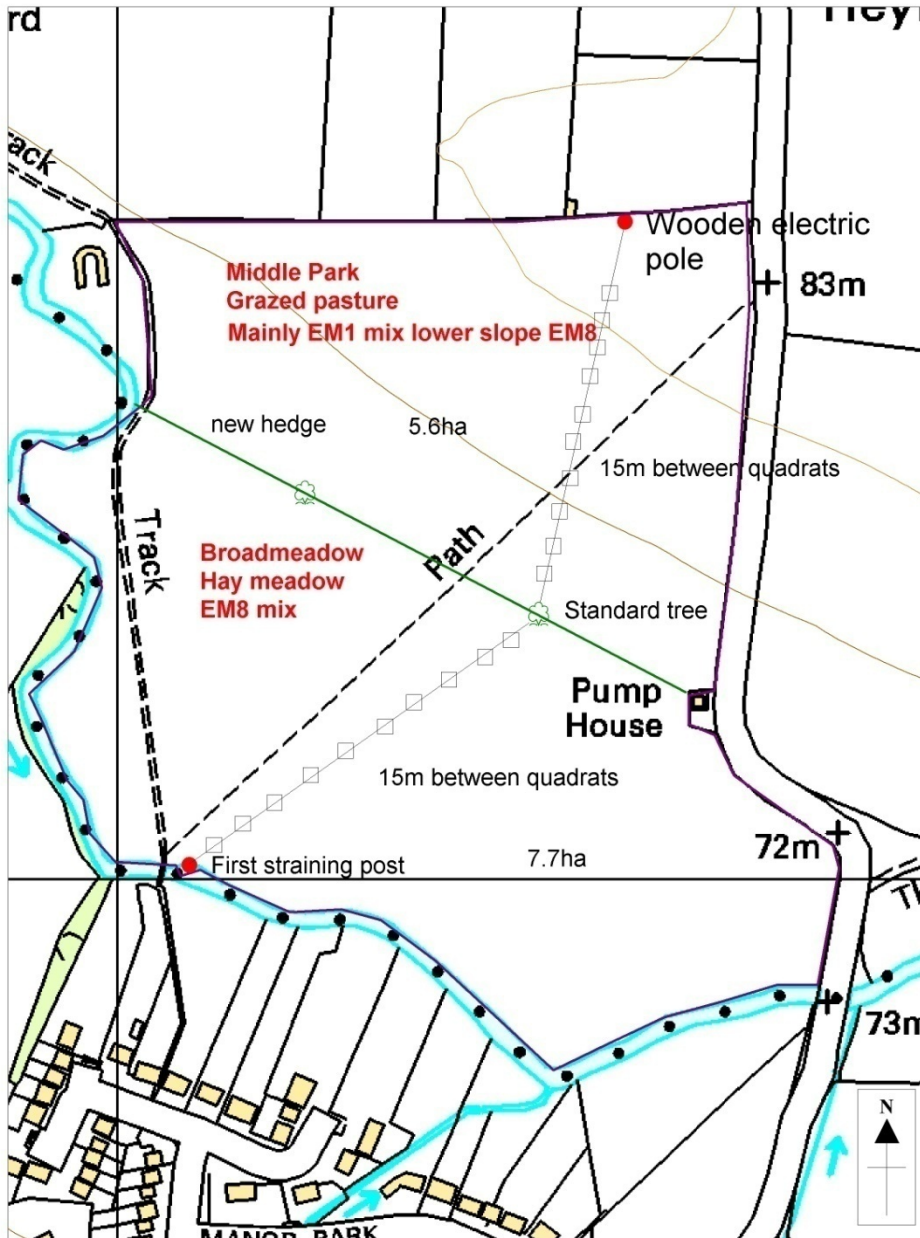 rd
Track
Wooden electric
pole
Middle Park
Grazed pasture
Mainly EM1 mix lower slope EM8
83m
new hedge
5.6ha
15m between quadrats
Track
Path
Broadmeadow
Hay meadow
EM8 mix
Standard tree
Pump
House
15m between quadrats
72m
First straining post
7.7ha
73m
N
MANOR PARK